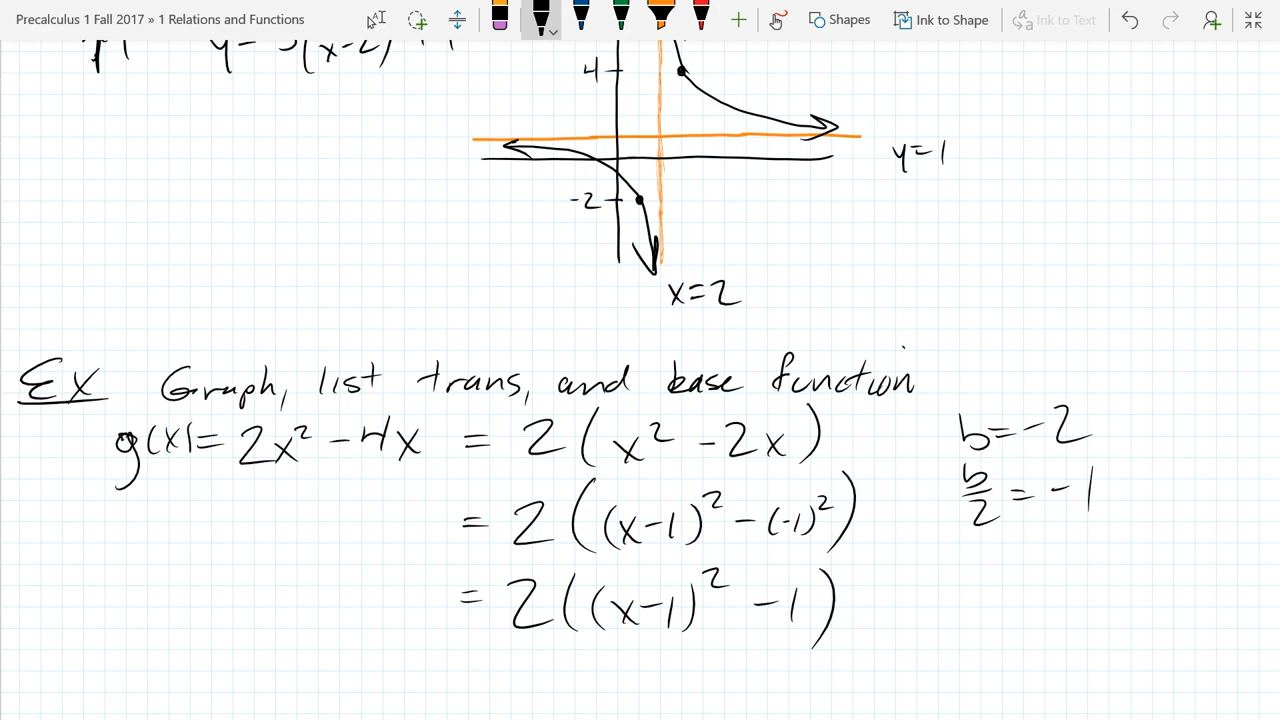 Precalculus 1 Fall 2017 » 1 Relations and Functions
Shapes
Ink to Shape
Ink to Text
4
y=1
-2
x=2
Ex Graph, list trans, and base function
g(x)= 2x² -4x = 2(x² -2x)
b=-2
= 2((x-1)² -(-1)²)
b/2 = -1
= 2((x-1)² -1)